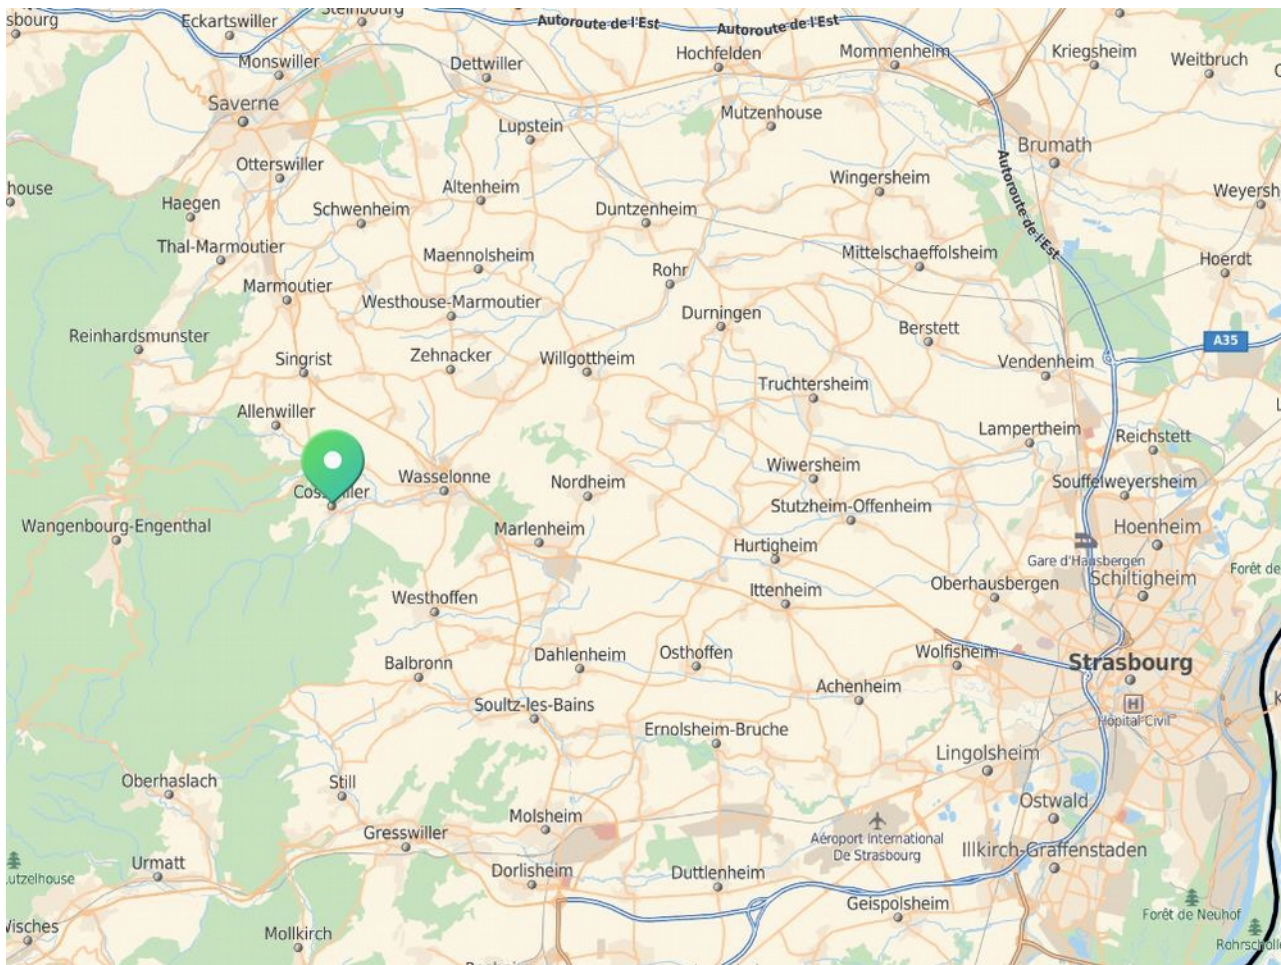 Steinbourg
sbourg
Eckartswiller
Autoroute de l'Est
Autoroute de l'Est
Monswiller
Dettwiller
Hochfelden
Mommenheim
Kriegsheim
Weitbruch
Saverne
Lupstein
Mutzenhouse
Brumath
Otterswiller
house
Altenheim
Wingersheim
Autoroute de l'Est
Weyersh
Haegen
Schwenheim
Duntzenheim
Thal-Marmoutier
Maennolsheim
Mittelschaeffolsheim
Hoerdt
Rohr
Marmoutier
Westhouse-Marmoutier
Durningen
Berstett
Reinhardsmunster
A35
Singrist
Zehnacker
Willgottheim
Vendenheim
Truchtersheim
Allenwiller
Lampertheim
Reichstett
Wasselonne
Wiwersheim
Nordheim
Souffelweyersheim
Stutzheim-Offenheim
Wangenbourg-Engenthal
Marlenheim
Hoenheim
Hurtigheim
Gare d'Hausbergen
Forêt de
Schiltigheim
Oberhausbergen
Westhoffen
Ittenheim
Balbronn
Dahlenheim
Osthoffen
Wolfisheim
Strasbourg
Achenheim
Soultz-les-Bains
H
Hôpital Civil
Ernolsheim-Bruche
Lingolsheim
Oberhaslach
Still
Ostwald
Molsheim
Gresswiller
Aéroport International
De Strasbourg
Illkirch-Graffenstaden
Urmatt
Lutzelhouse
Dorlisheim
Duttlenheim
Geispolsheim
Forêt de Neuhof
Wisches
Mollkirch
Rohrscholle